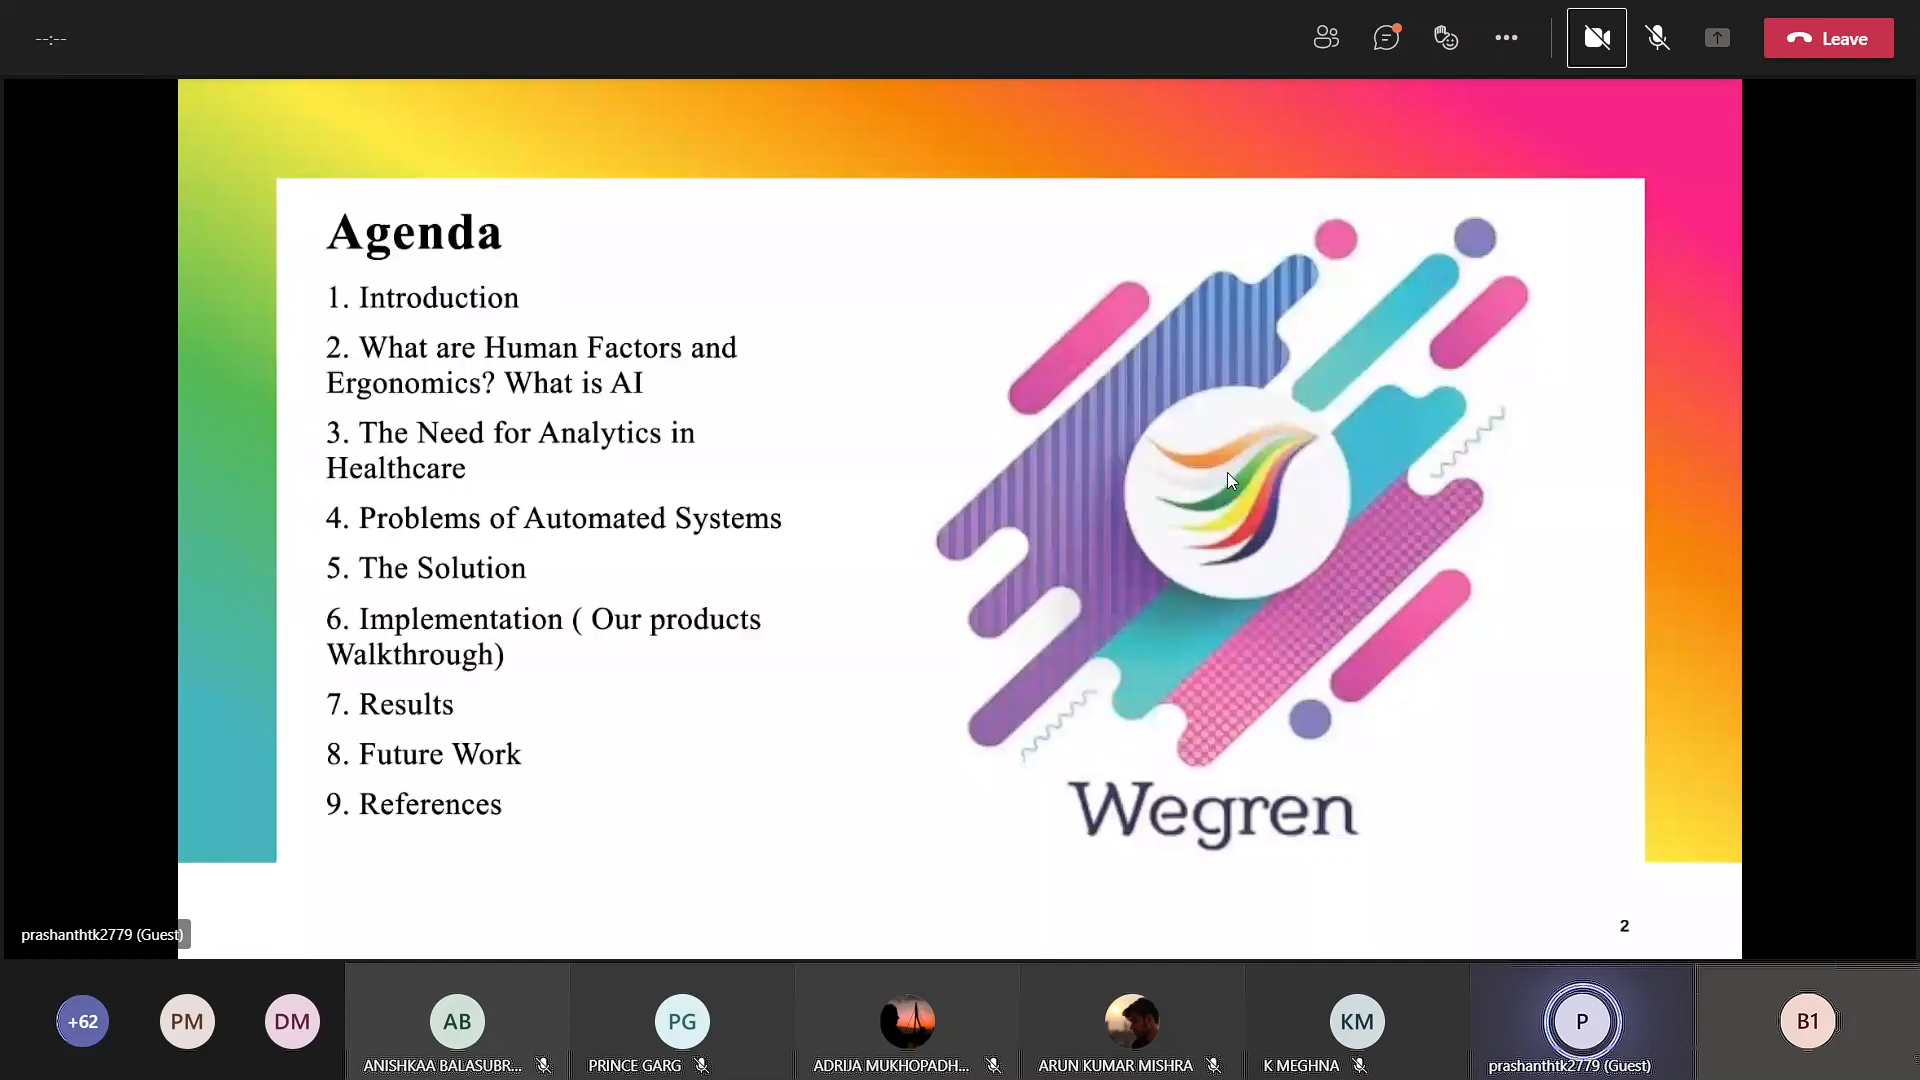 --:--
Leave
Agenda
1. Introduction
2. What are Human Factors and
Ergonomics? What is AI
3. The Need for Analytics in
Healthcare
4. Problems of Automated Systems
5. The Solution
6. Implementation ( Our products
Walkthrough)
7. Results
8. Future Work
9. References
Wegren
2
prashanthtk2779 (Guest)
+62
PM
DM
AB
PG
KM
P
B1
ANISHKAA BALASUBR...
PRINCE GARG
ADRIJA MUKHOPADH...
ARUN KUMAR MISHRA
K MEGHNA
prashanthtk2779 (Guest)